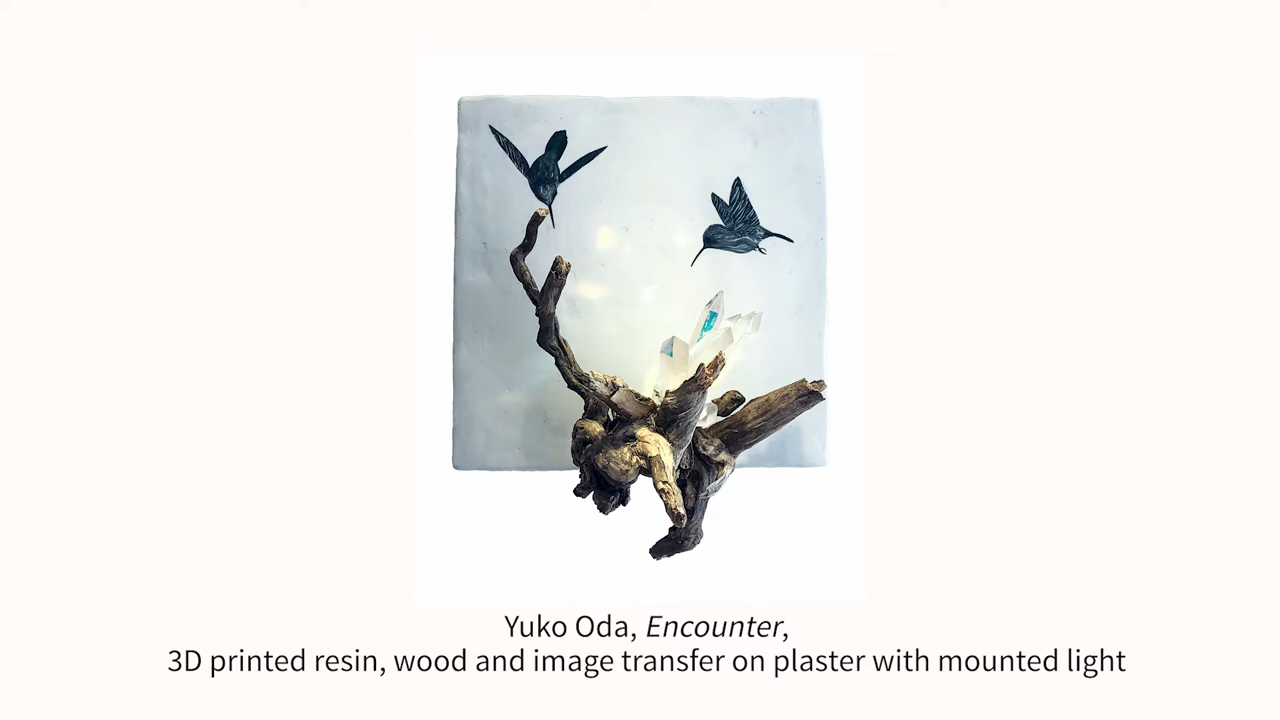 Yuko Oda, Encounter,
3D printed resin, wood and image transfer on plaster with mounted light